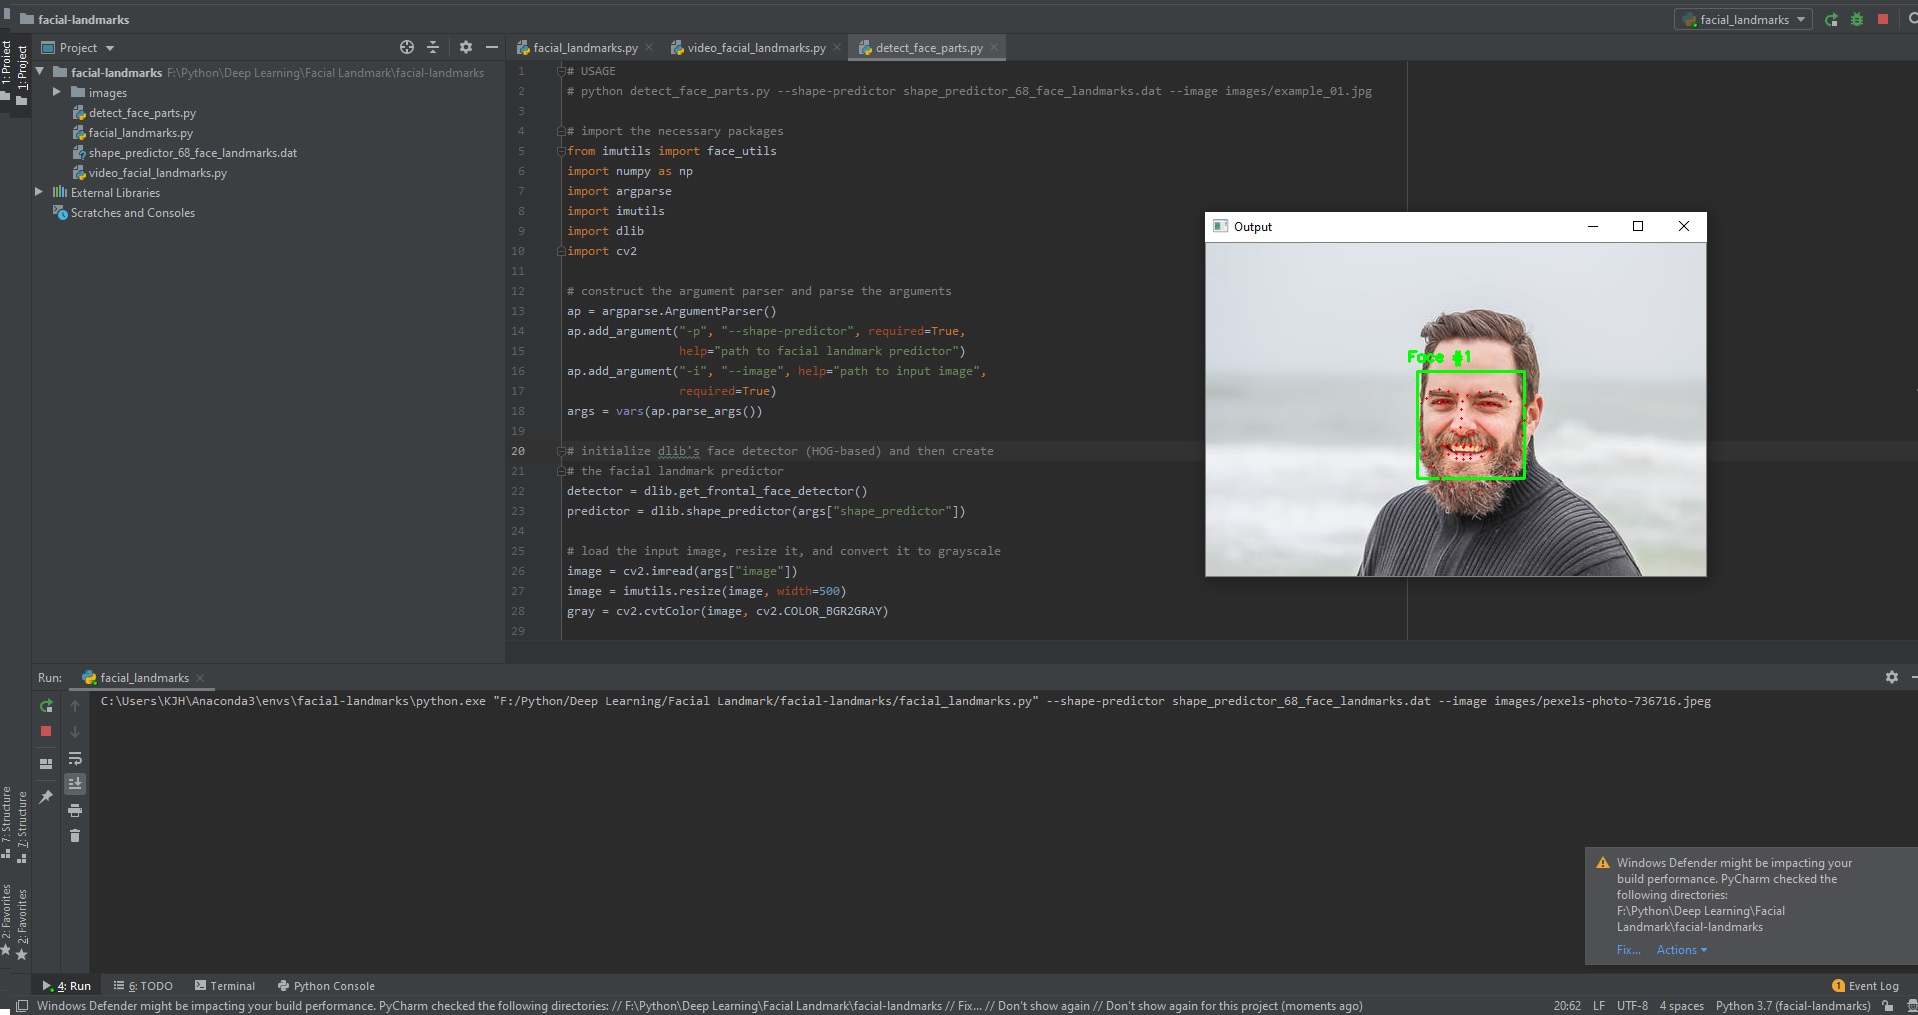 facial-landmarks
facial_landmarks
1: Project
1: Project
Project
facial_landmarks.py
video_facial_landmarks.py
detect_face_parts.py
facial-landmarks F:\Python\Deep Learning\Facial Landmark\facial-landmarks
images
detect_face_parts.py
facial_landmarks.py
shape_predictor_68_face_landmarks.dat
video_facial_landmarks.py
External Libraries
Scratches and Consoles
1 # USAGE
2 # python detect_face_parts.py --shape-predictor shape_predictor_68_face_landmarks.dat --image images/example_01.jpg
3
4 # import the necessary packages
5 from imutils import face_utils
6 import numpy as np
7 import argparse
8 import imutils
9 import dlib
10 import cv2
11
12 # construct the argument parser and parse the arguments
13 ap = argparse.ArgumentParser()
14 ap.add_argument("-p", "--shape-predictor", required=True,
15 help="path to facial landmark predictor")
16 ap.add_argument("-i", "--image", help="path to input image",
17 required=True)
18 args = vars(ap.parse_args())
19
20 # initialize dlib's face detector (HOG-based) and then create
21 # the facial landmark predictor
22 detector = dlib.get_frontal_face_detector()
23 predictor = dlib.shape_predictor(args["shape_predictor"])
24
25 # load the input image, resize it, and convert it to grayscale
26 image = cv2.imread(args["image"])
27 image = imutils.resize(image, width=500)
28 gray = cv2.cvtColor(image, cv2.COLOR_BGR2GRAY)
29
Output
Face #1
Run: facial_landmarks
C:\Users\KJH\Anaconda3\envs\facial-landmarks\python.exe "F:/Python/Deep Learning/Facial Landmark/facial-landmarks/facial_landmarks.py" --shape-predictor shape_predictor_68_face_landmarks.dat --image images/pexels-photo-736716.jpeg
7: Structure
7: Structure
2: Favorites
2: Favorites
Windows Defender might be impacting your
build performance. PyCharm checked the
following directories:
F:\Python\Deep Learning\Facial
Landmark\facial-landmarks
Fix... Actions
4: Run 6: TODO Terminal Python Console
1 Event Log
Windows Defender might be impacting your build performance. PyCharm checked the following directories: // F:\Python\Deep Learning\Facial Landmark\facial-landmarks // Fix... // Don't show again // Don't show again for this project (moments ago)
20:62 LF UTF-8 4 spaces Python 3.7 (facial-landmarks)